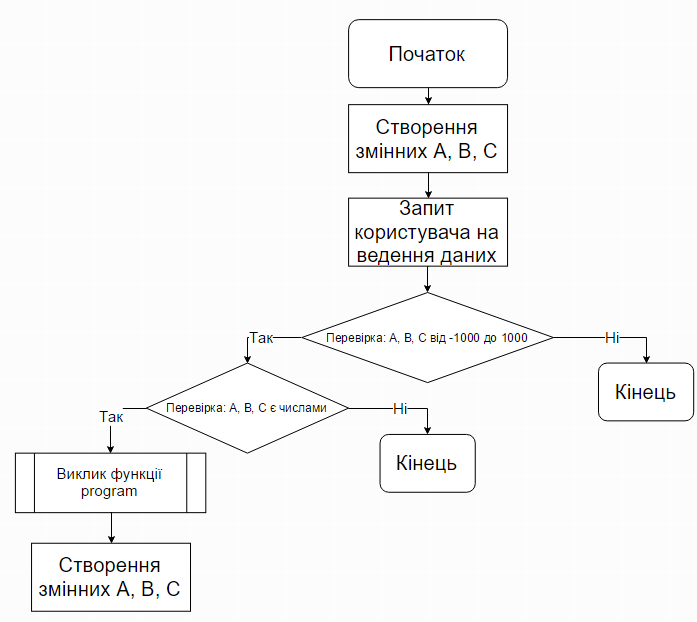 Початок
Створення
змінних A, B, C
Запит
користувача на
ведення даних
Перевірка: A, B, C від -1000 до 1000
Так
Ні
Кінець
Перевірка: A, B, C є числами
Так
Ні
Кінець
Виклик функції
program
Створення
змінних A, B, C